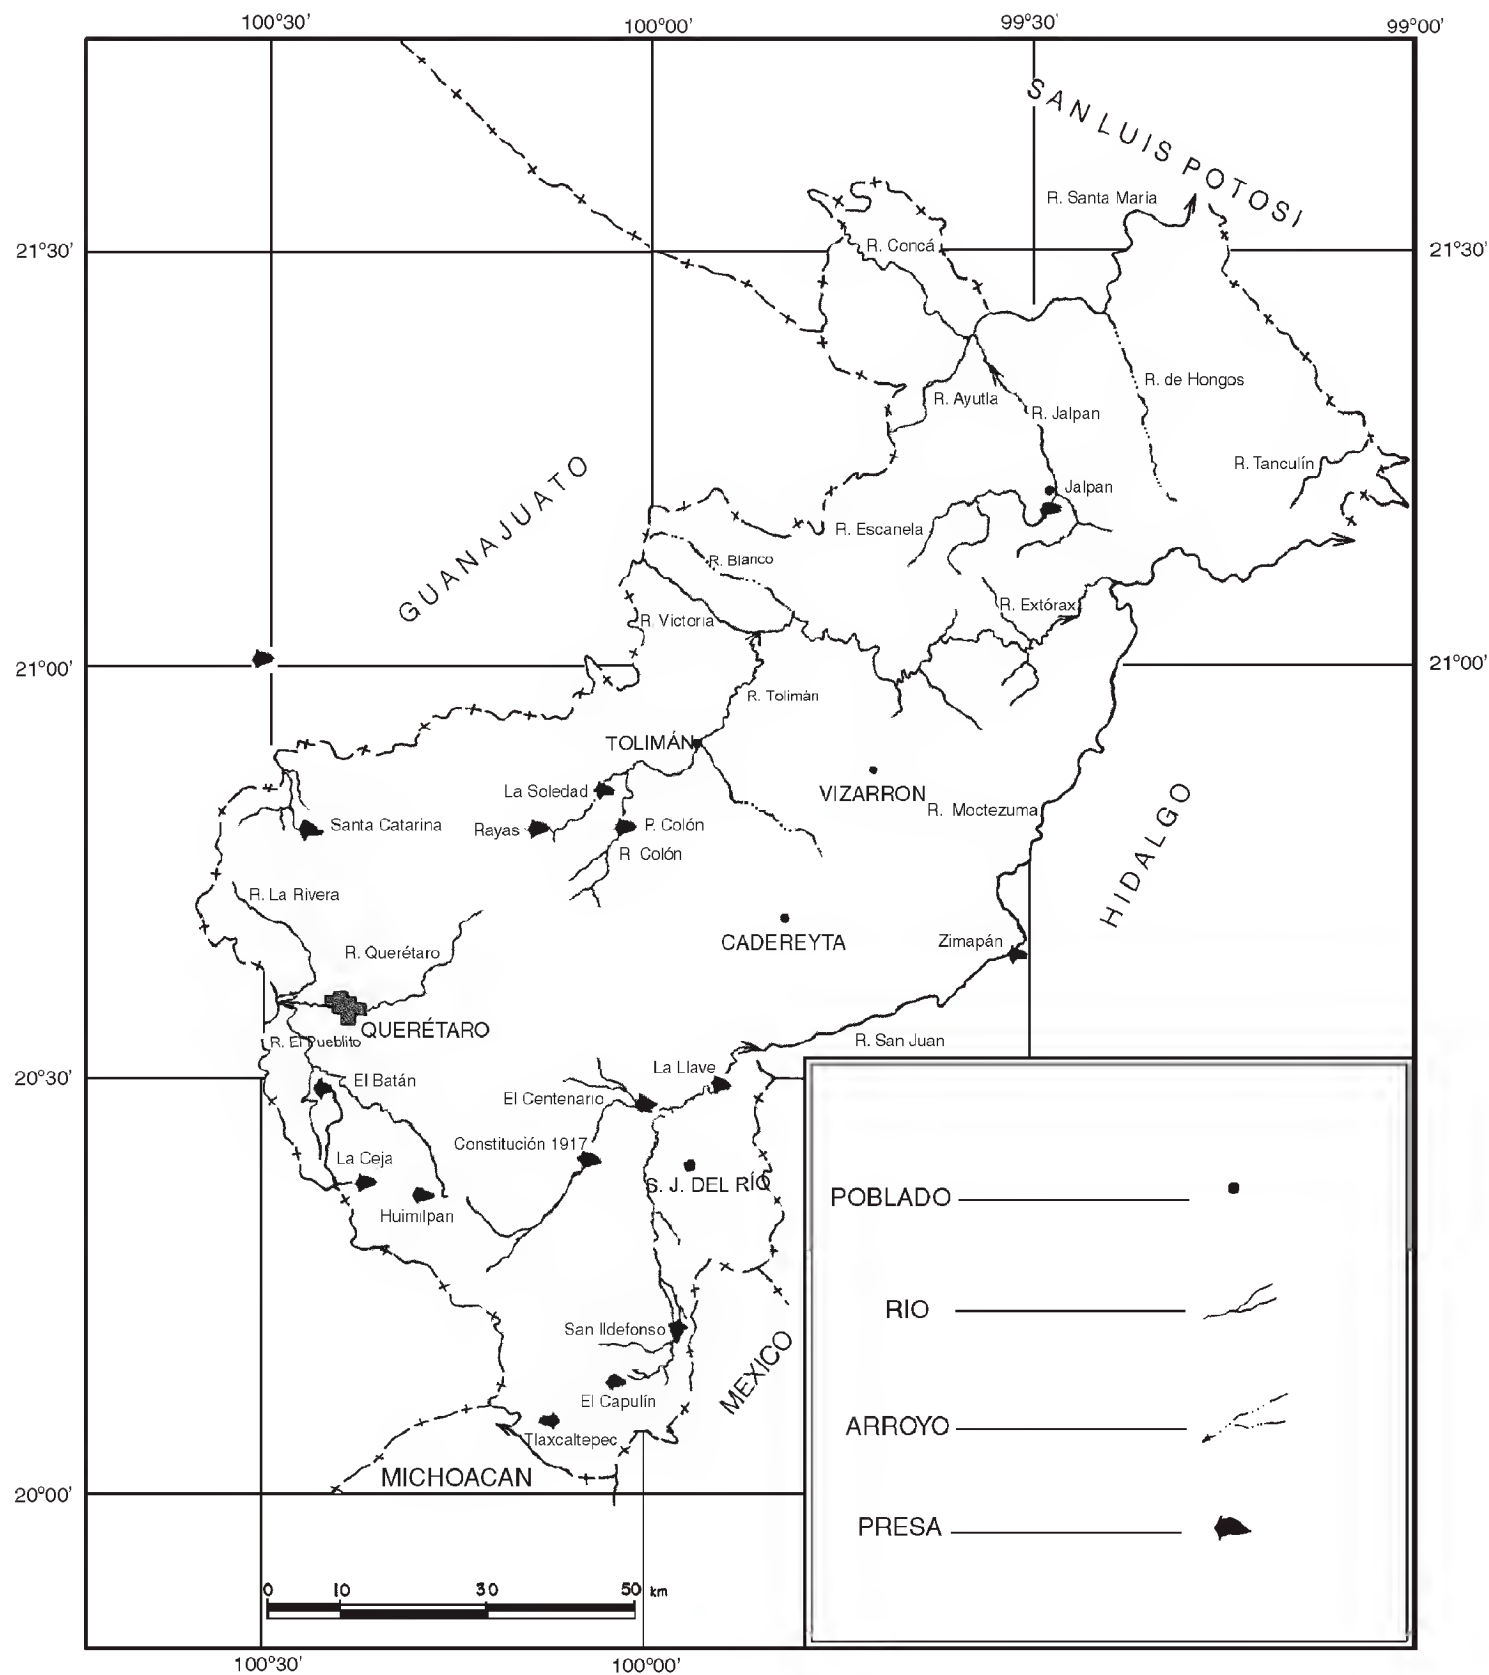 100°30'
100°00'
99°30'
99°00'
SAN LUIS POTOSI
R. Santa Maria
21°30'
R. Concá
21°30'
R. de Hongos
R. Ayutla
R. Jalpan
R. Tanculín
GUANAJUATO
Jalpan
R. Escanela
R. Blanco
R. Extórax
R. Victoria
21°00'
21°00'
R. Tolimán
TOLIMÁN
La Soledad
VIZARRON
R. Moctezuma
HIDALGO
Santa Catarina
Rayas
P. Colón
R Colón
R. La Rivera
CADEREYTA
Zimapán
R. Querétaro
QUERÉTARO
R. El Pueblito
R. San Juan
La Llave
20°30'
El Batán
El Centenario
Constitución 1917
La Ceja
S. J. DEL RÍO
Huimilpan
POBLADO
RIO
San Ildefonso
MEXICO
El Capulín
ARROYO
Tlaxcaltepec
MICHOACAN
20°00'
PRESA
0 10 30 50 km
100°30'
100°00'